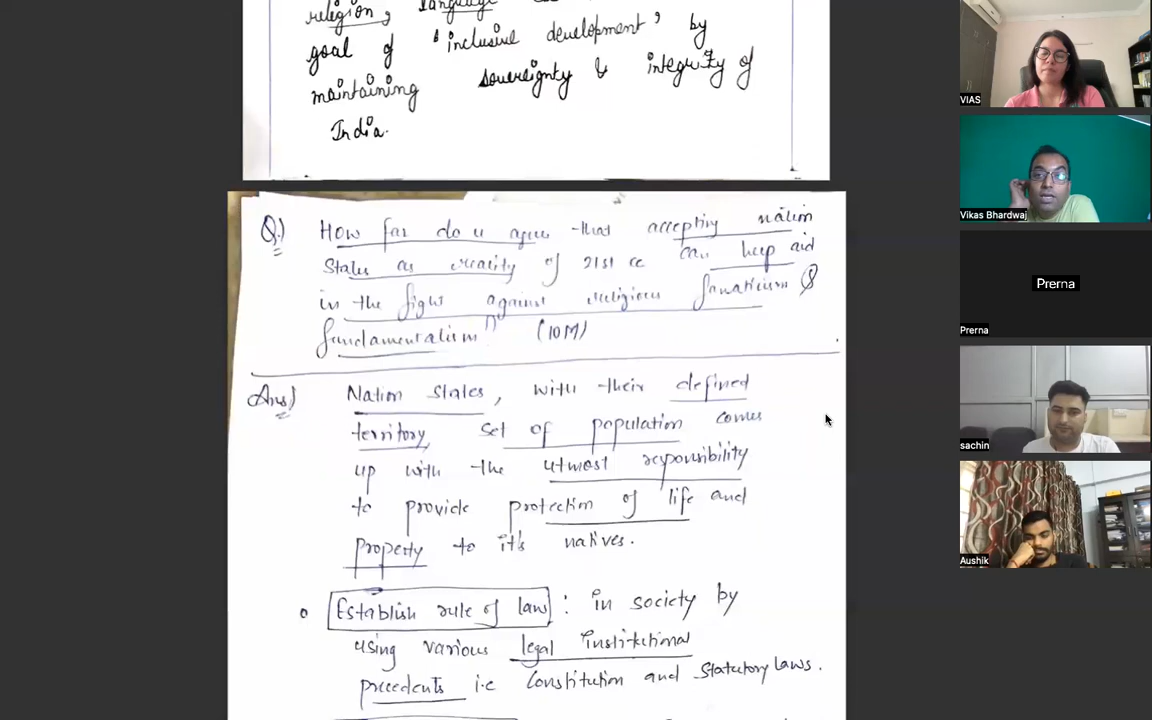 religion, language
goal of 'inclusive development' by
maintaining sovereignty & integrity of
India.
Q.) How far do u agree that accepting nation
States as reality of 21st cc can help aid
in the fight against religious fanaticism &
fundamentalism" (10M)
Ans) Nation States, with their defined
territory, set of population comes
up with the utmost responsibility
to provide protection of life and
property to it's natives.
o Establish rule of law : in society by
using various legal institutional
precedents i.e Constitution and Statutory laws.
VIAS
Vikas Bhardwaj
Prerna
Prerna
sachin
Aushik